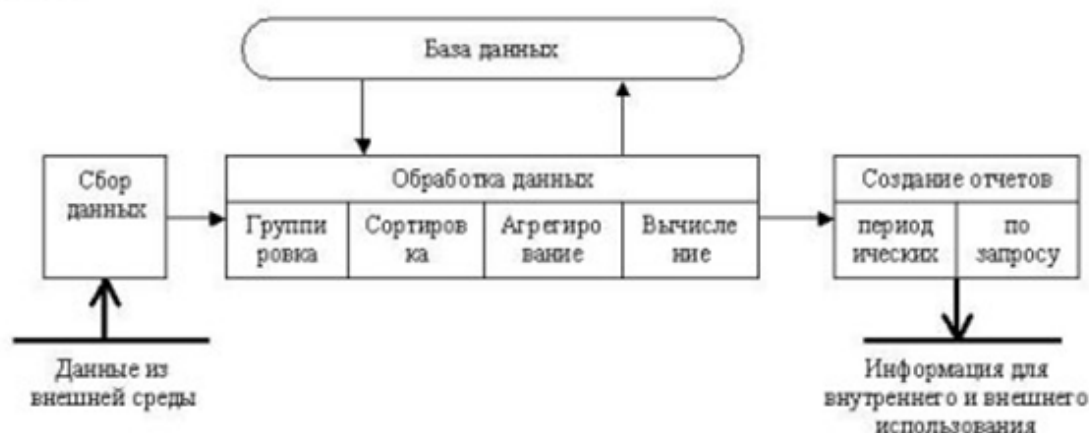 База данных
Сбор
данных
Обработка данных
Группи
ровка
Сортиров
ка
Агрегиро
вание
Вычисле
ние
Создание отчетов
период
ических
по
запросу
Данные из
внешней среды
Информация для
внутреннего и внешнего
использования